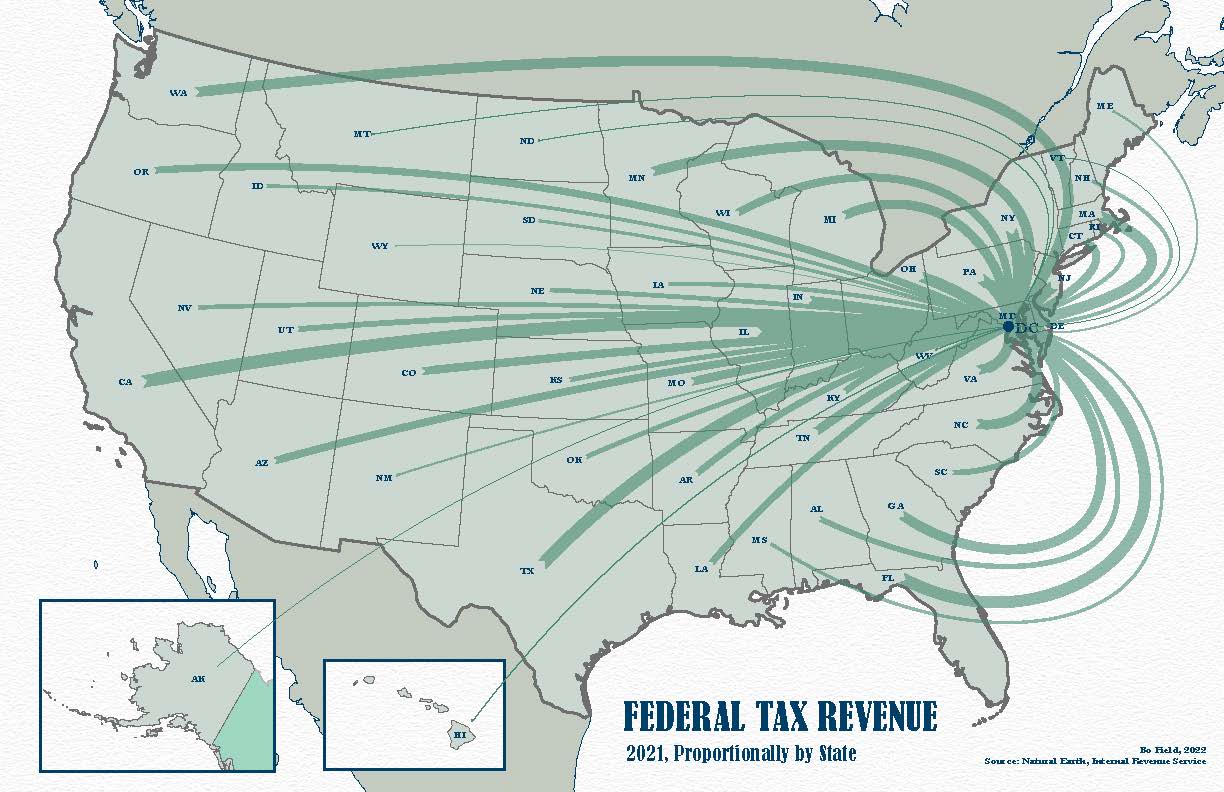 ME
WA
MT
ND
VT
OR
MN
NH
ID
WI
MI
NY
MA
SD
RI
CT
WY
OH
PA
NJ
NE
IA
IN
NV
MD
UT
IL
DC
DE
WV
CO
KS
MO
VA
CA
KY
NC
TN
AZ
OK
SC
NM
AR
GA
AL
MS
TX
LA
FL
AK
HI
FEDERAL TAX REVENUE
2021, Proportionally by State
Bo Field, 2022
Source: Natural Earth, Internal Revenue Service